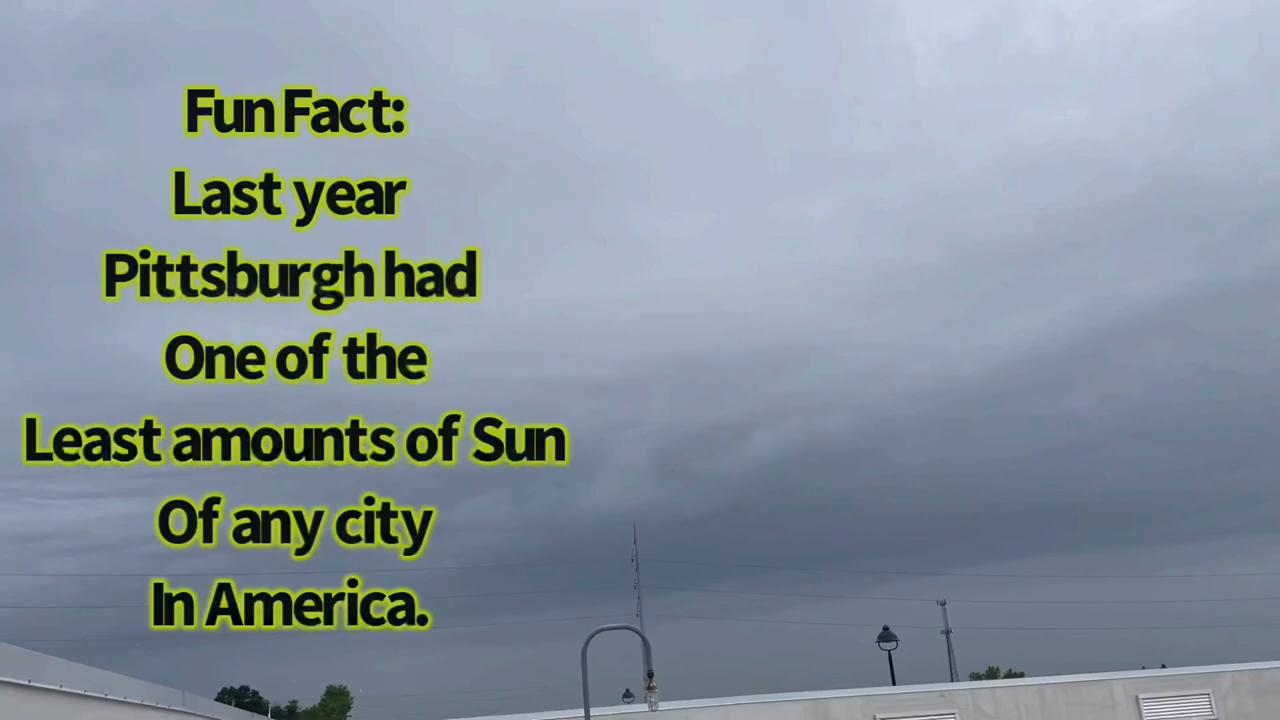 Fun Fact:
Last year
Pittsburgh had
One of the
Least amounts of Sun
Of any city
In America.